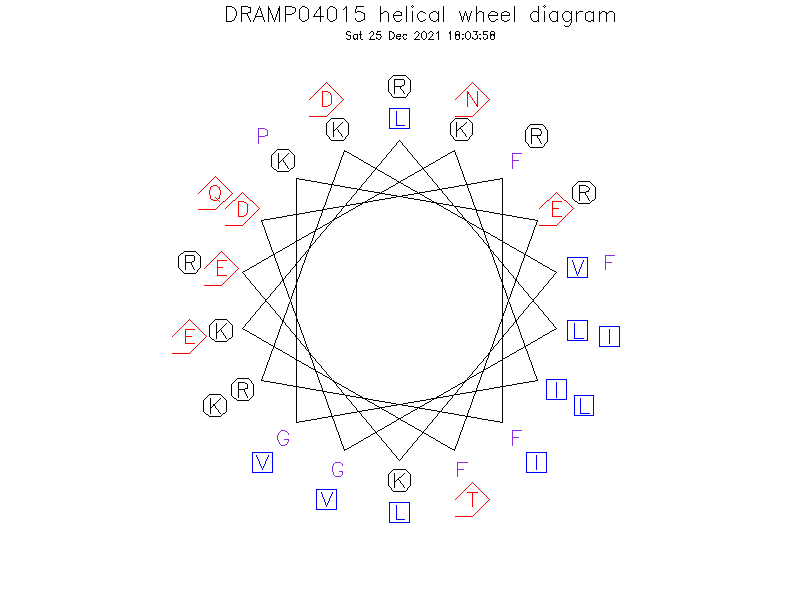 DRAMP04015 helical wheel diagram
Sat 25 Dec 2021 18:03:58
R
D N
L
K K
P R
K F
Q D E R
R E V F
E K L I
K R I L
G F
V I
G F
K
V T
L